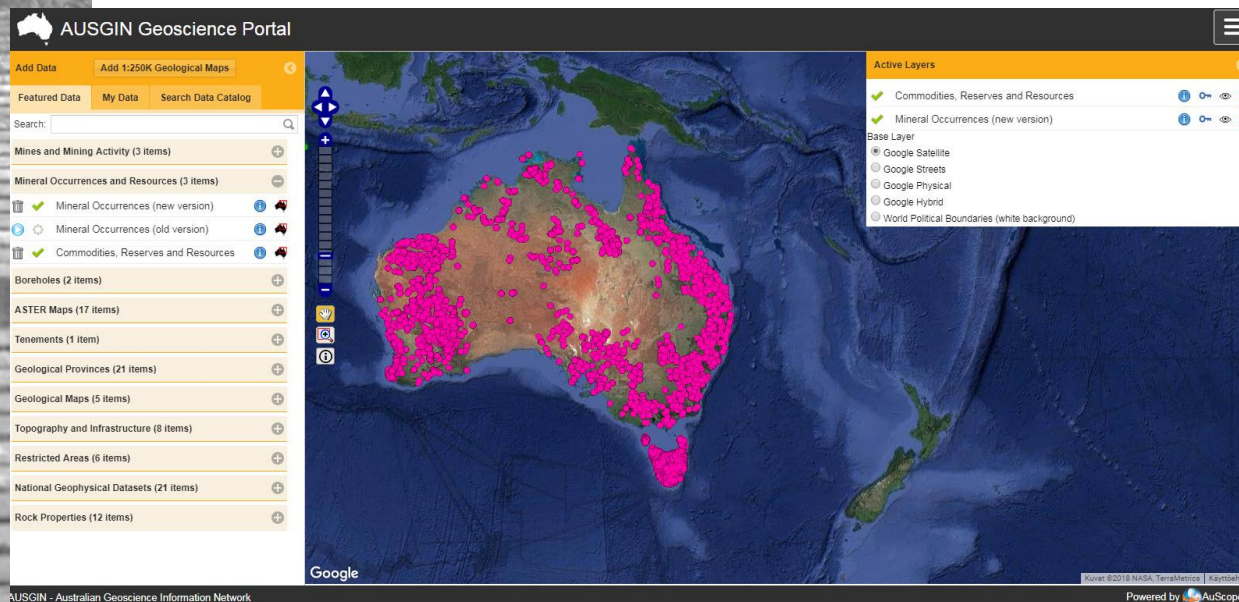 AUSGIN Geoscience Portal
Add Data
Add 1:250K Geological Maps
Featured Data
My Data
Search Data Catalog
Search:
Mines and Mining Activity (3 items)
Mineral Occurrences and Resources (3 items)
Mineral Occurrences (new version)
Mineral Occurrences (old version)
Commodities, Reserves and Resources
Boreholes (2 items)
ASTER Maps (17 items)
Tenements (1 item)
Geological Provinces (21 items)
Geological Maps (5 items)
Topography and Infrastructure (8 items)
Restricted Areas (6 items)
National Geophysical Datasets (21 items)
Rock Properties (12 items)
Active Layers
Commodities, Reserves and Resources
Mineral Occurrences (new version)
Base Layer
Google Satellite
Google Streets
Google Physical
Google Hybrid
World Political Boundaries (white background)
Google
Kuvat ©2018 NASA, TerraMetrics
Käyttöeh
AUSGIN - Australian Geoscience Information Network
Powered by AuScope